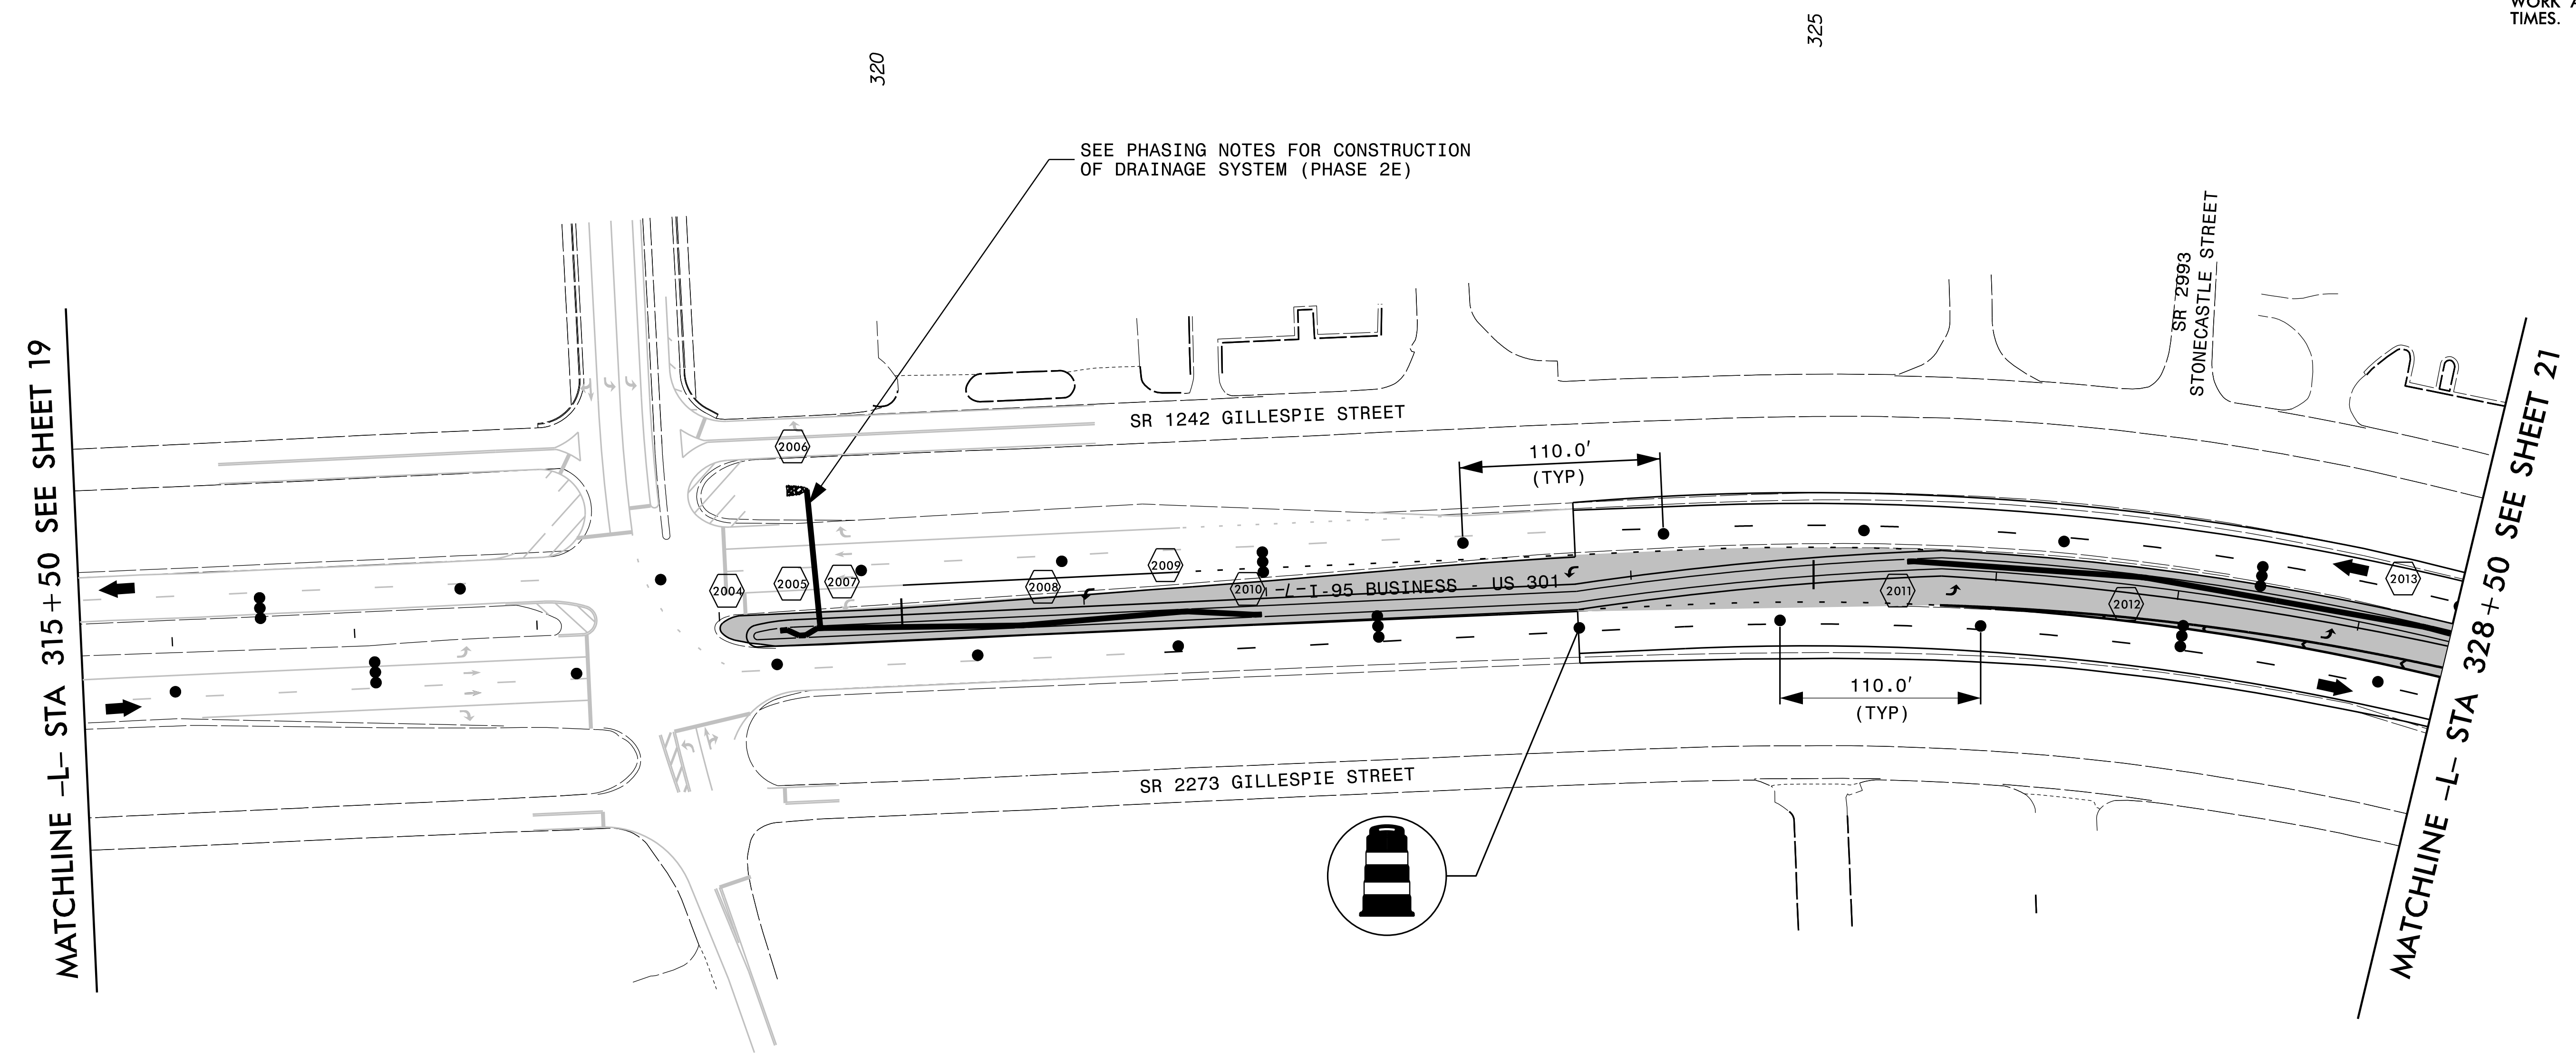 WORK A
TIMES.
325
320
SEE PHASING NOTES FOR CONSTRUCTION
OF DRAINAGE SYSTEM (PHASE 2E)
SR 2993
STONECASTLE STREET
MATCHLINE -L- STA 315+50 SEE SHEET 19
MATCHLINE -L- STA 328+50 SEE SHEET 21
SR 1242 GILLESPIE STREET
2006
110.0'
(TYP)
2004
2005
2007
2008
2009
2010
-L- I-95 BUSINESS - US 301
2011
2012
2013
110.0'
(TYP)
SR 2273 GILLESPIE STREET